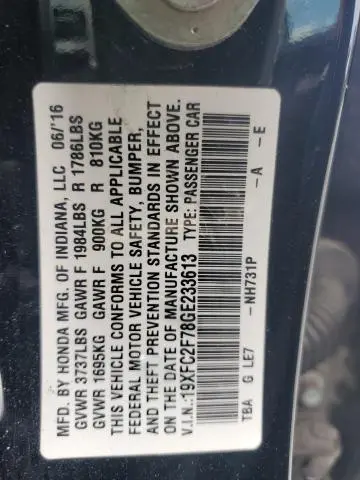 MFD. BY HONDA MFG. OF INDIANA, LLC 06/'16
GVWR 3737LBS GAWR F 1984LBS R 1786LBS
GVWR 1695KG GAWR F 900KG R 810KG
THIS VEHICLE CONFORMS TO ALL APPLICABLE
FEDERAL MOTOR VEHICLE SAFETY, BUMPER,
AND THEFT PREVENTION STANDARDS IN EFFECT
ON THE DATE OF MANUFACTURE SHOWN ABOVE.
V.I.N.: 19XFC2F78GE233613 TYPE: PASSENGER CAR
TBA G LE7 -NH731P -A -E